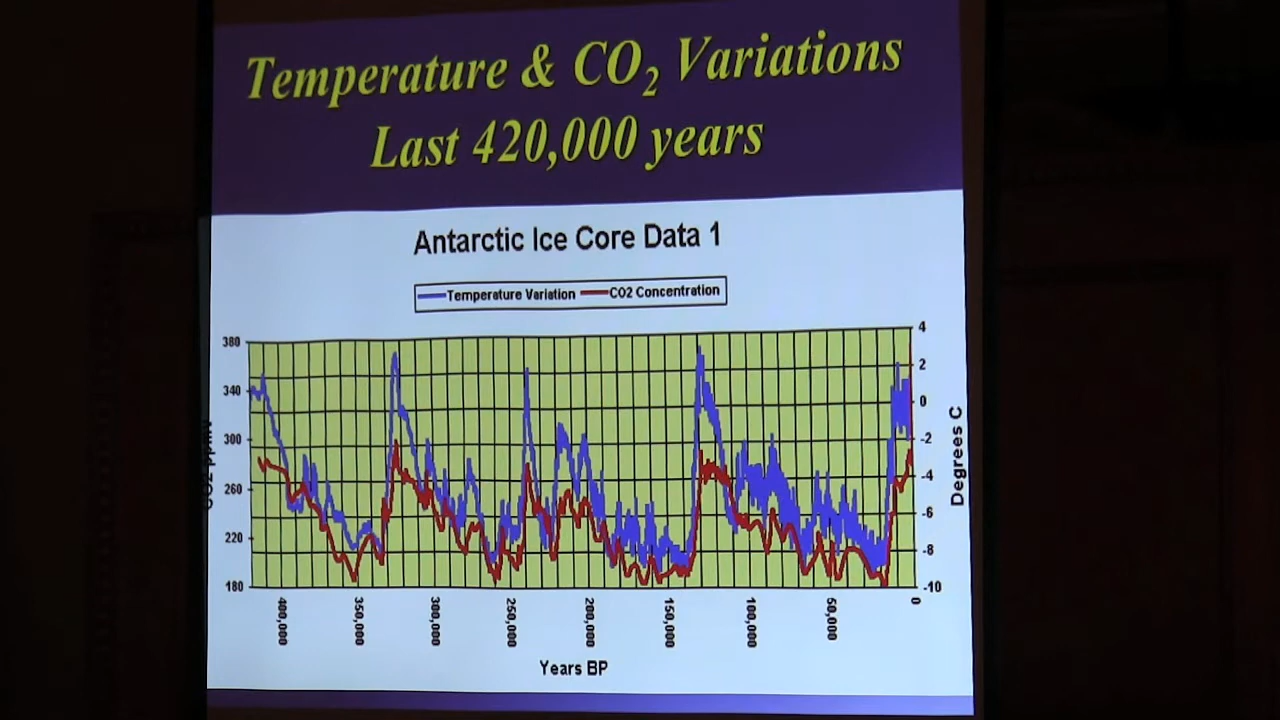 Temperature & CO2 Variations
Last 420,000 years
Antarctic Ice Core Data 1
Temperature Variation CO2 Concentration
380
340
300
260
220
180
CO2 ppmv
4
2
0
-2
-4
-6
-8
-10
Degrees C
400,000 350,000 300,000 250,000 200,000 150,000 100,000 50,000 0
Years BP